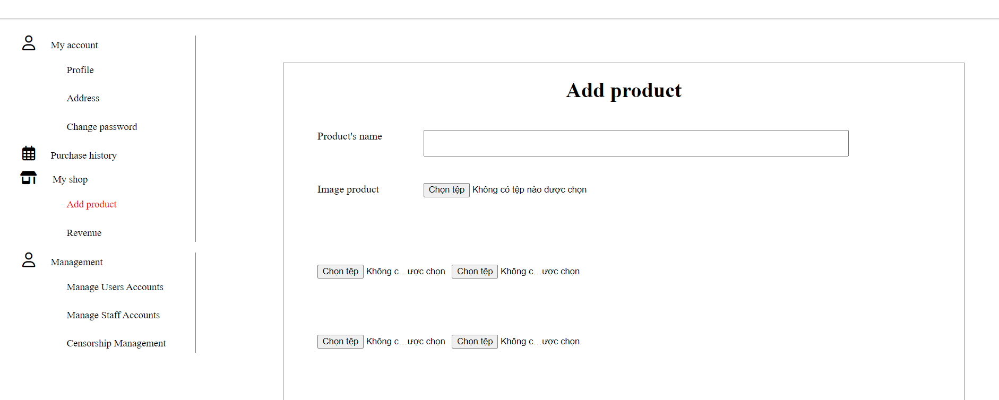 My account
Profile
Address
Change password
Purchase history
My shop
Add product
Revenue
Management
Manage Users Accounts
Manage Staff Accounts
Censorship Management
Add product
Product's name
Image product
Chọn tệp Không có tệp nào được chọn
Chọn tệp Không c...ược chọn Chọn tệp Không c...ược chọn
Chọn tệp Không c...ược chọn Chọn tệp Không c...ược chọn